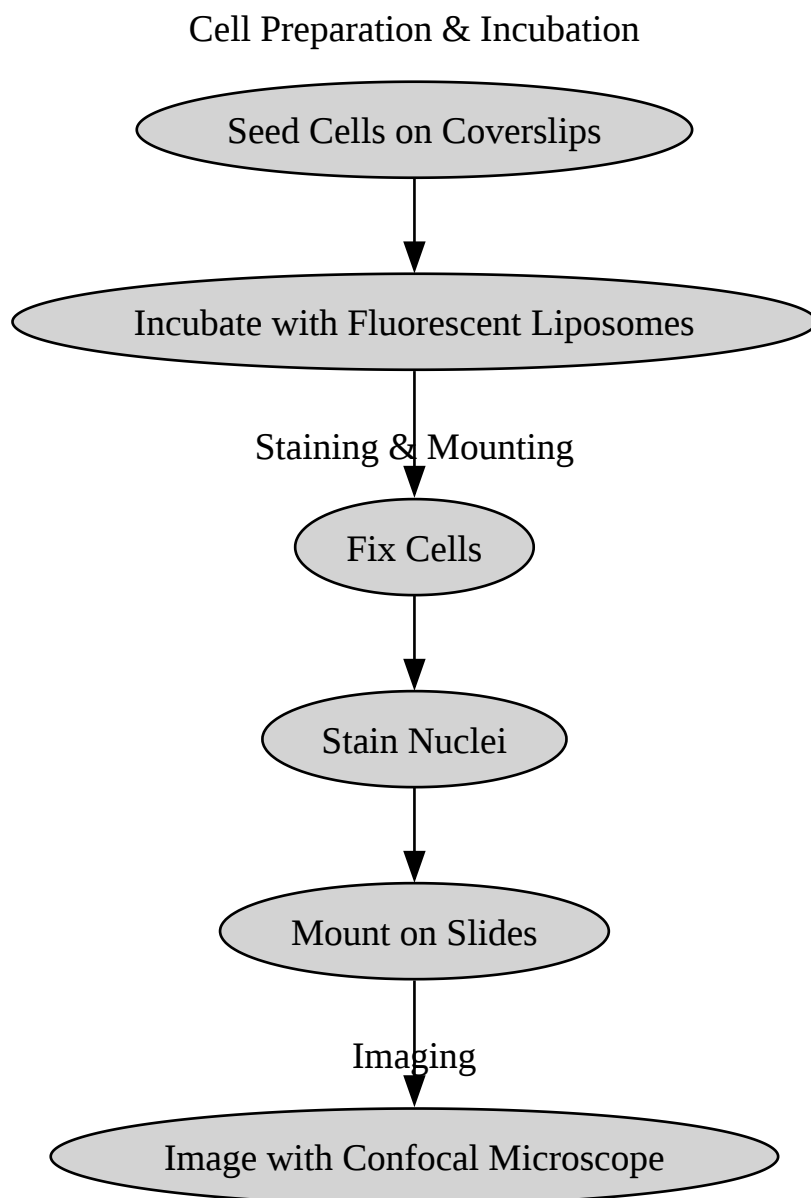 Cell Preparation & Incubation
Seed Cells on Coverslips
Incubate with Fluorescent Liposomes
Staining & Mounting
Fix Cells
Stain Nuclei
Mount on Slides
Imaging
Image with Confocal Microscope